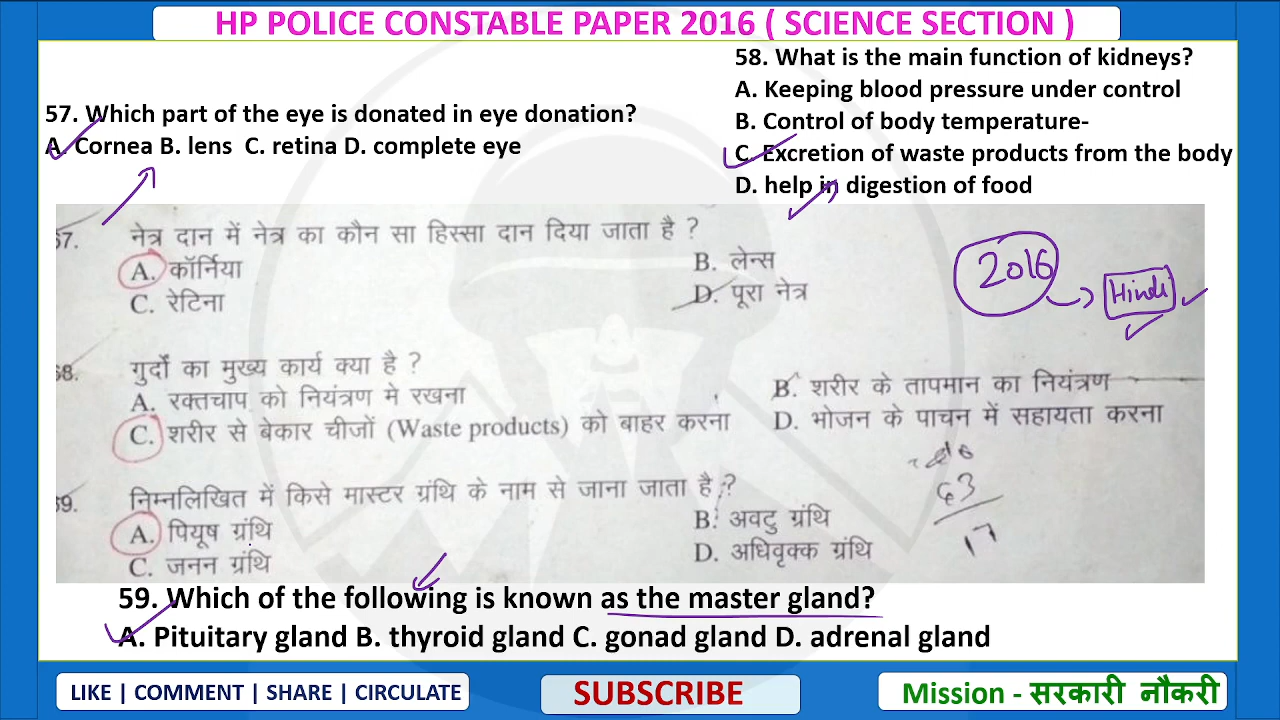 HP POLICE CONSTABLE PAPER 2016 ( SCIENCE SECTION )
57. Which part of the eye is donated in eye donation?
A. Cornea B. lens C. retina D. complete eye
58. What is the main function of kidneys?
A. Keeping blood pressure under control
B. Control of body temperature-
C. Excretion of waste products from the body
D. help in digestion of food
57. नेत्र दान में नेत्र का कौन सा हिस्सा दान दिया जाता है ?
A. कॉर्निया B. लेन्स
C. रेटिना D. पूरा नेत्र
2016
Hindi
58. गुर्दों का मुख्य कार्य क्या है ?
A. रक्तचाप को नियंत्रण मे रखना B. शरीर के तापमान का नियंत्रण
C. शरीर से बेकार चीजों (Waste products) को बाहर करना D. भोजन के पाचन में सहायता करना
63
17
59. निम्नलिखित में किसे मास्टर ग्रंथि के नाम से जाना जाता है ?
A. पियूष ग्रंथि B. अवटु ग्रंथि
C. जनन ग्रंथि D. अधिवृक्क ग्रंथि
59. Which of the following is known as the master gland?
A. Pituitary gland B. thyroid gland C. gonad gland D. adrenal gland
LIKE | COMMENT | SHARE | CIRCULATE
SUBSCRIBE
Mission - सरकारी नौकरी